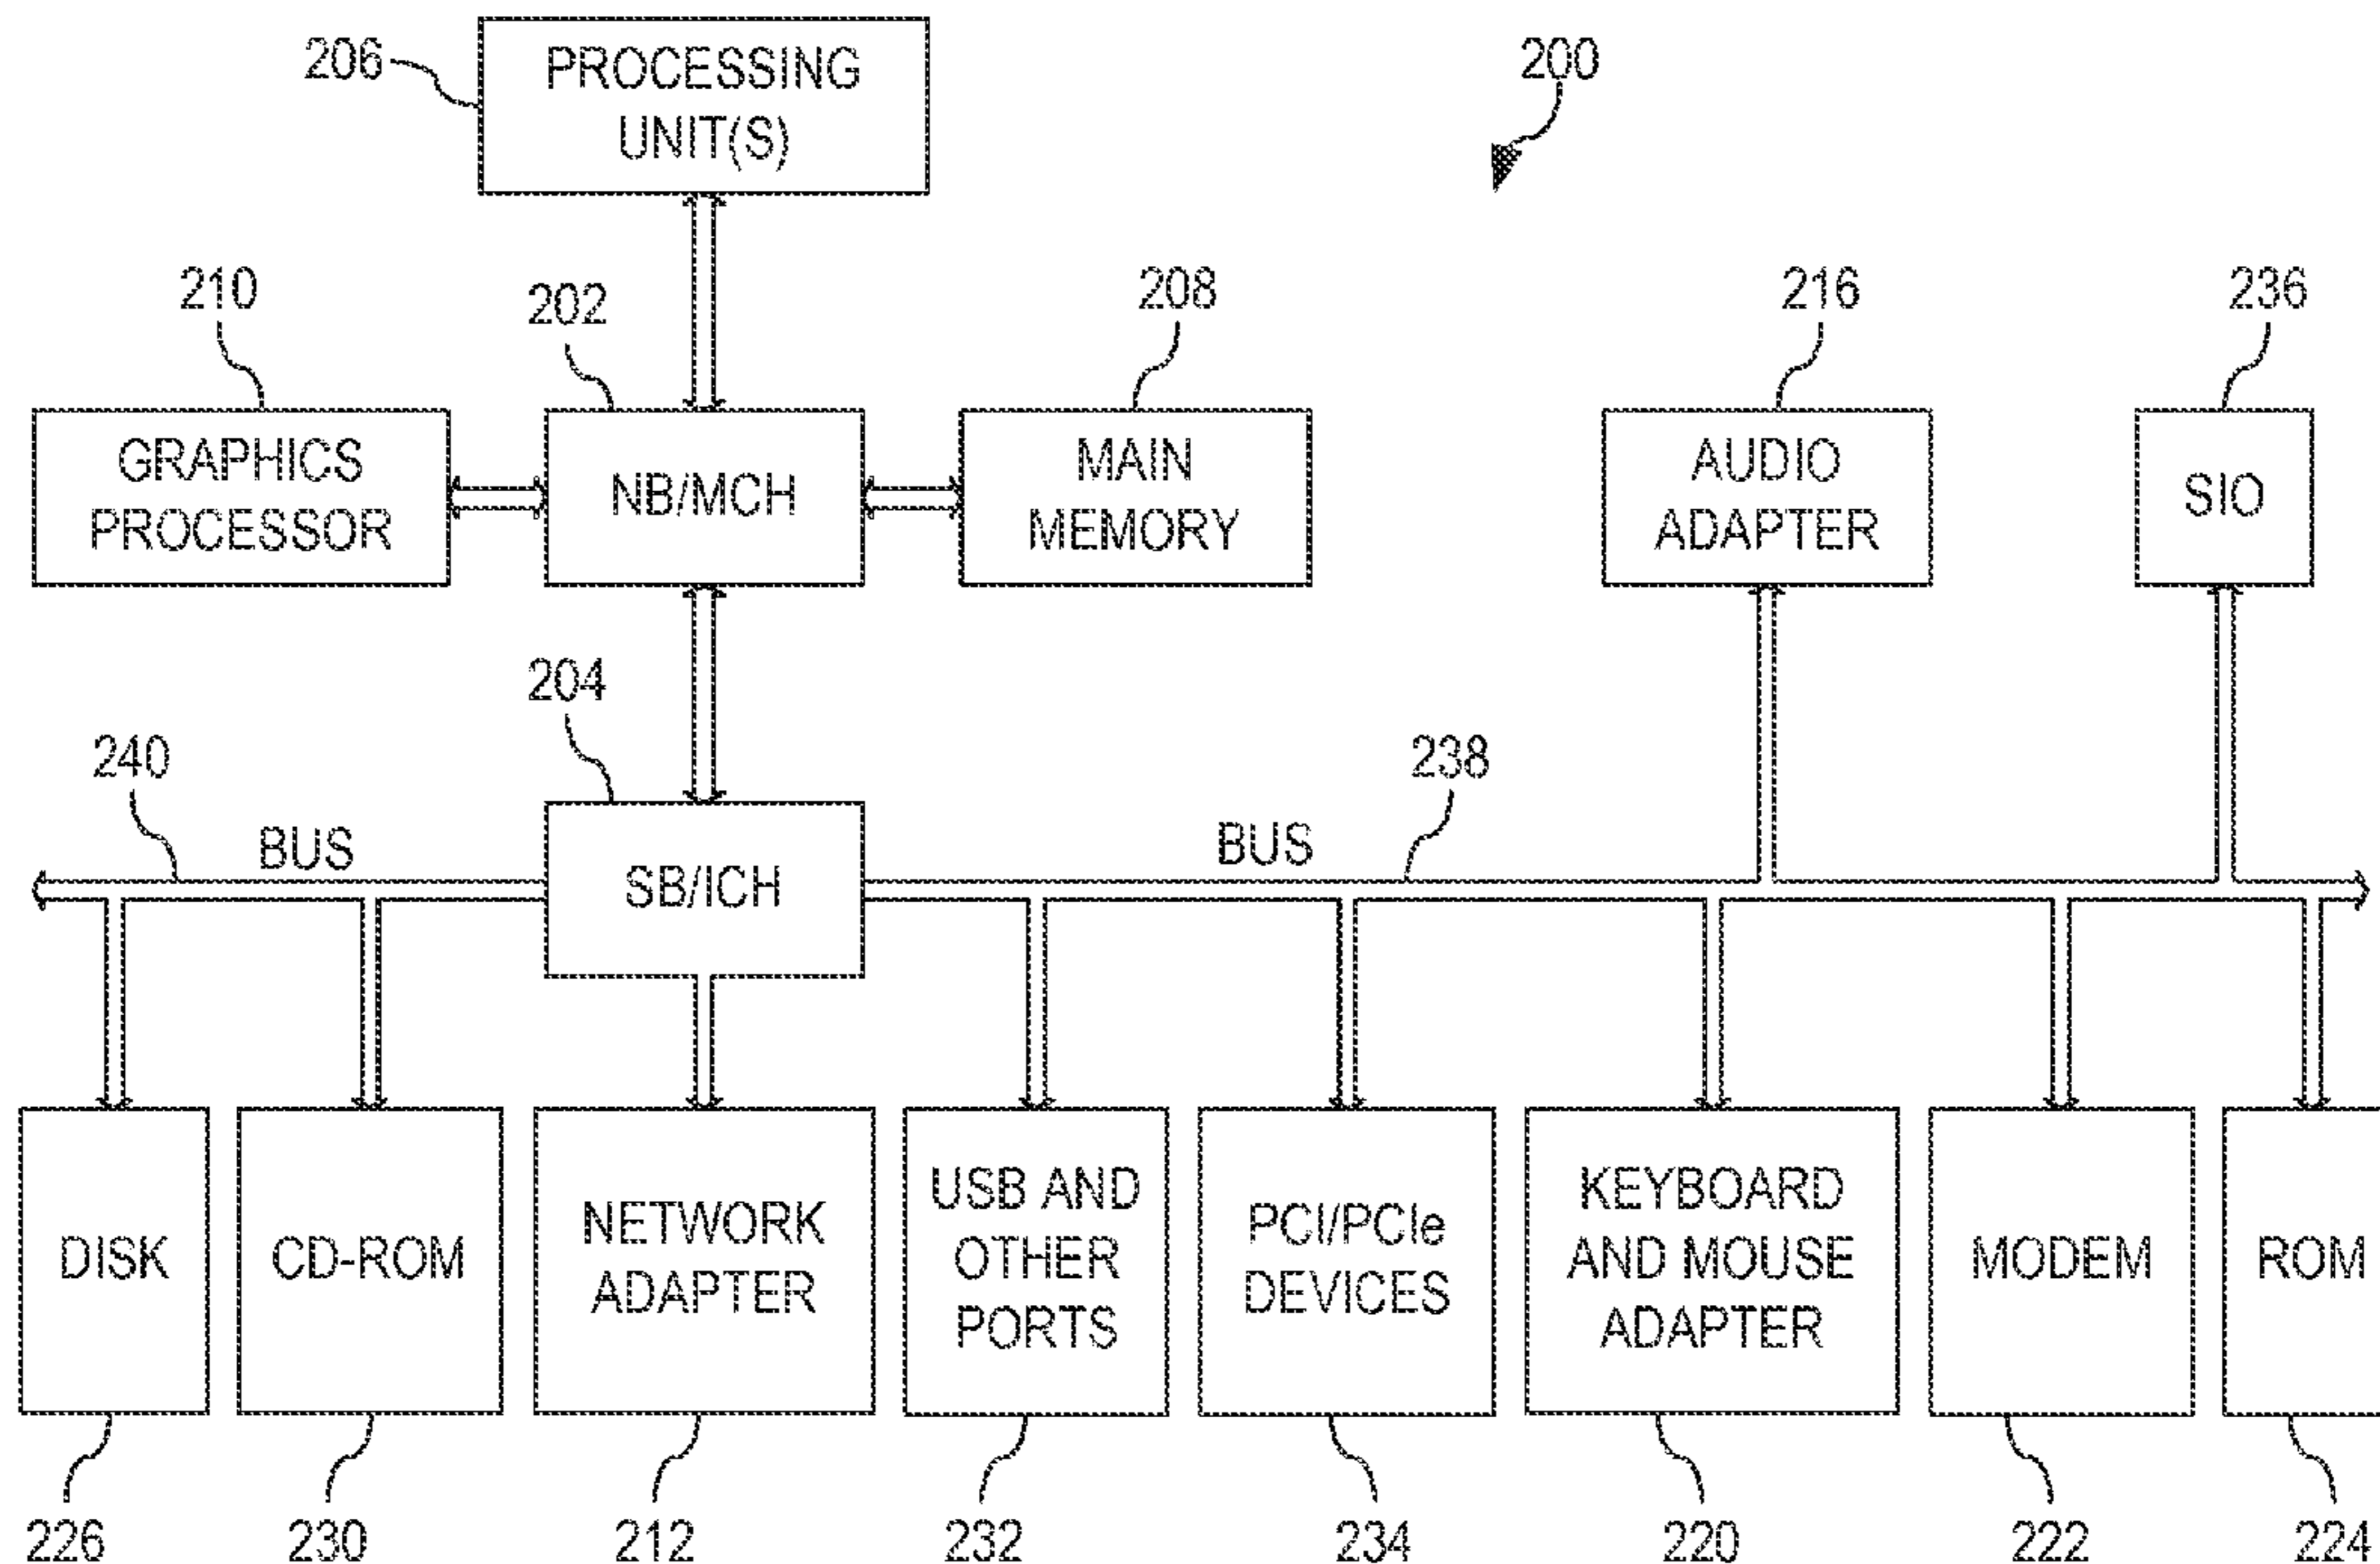 206
PROCESSING
UNIT(S)
200
210
202
208
216
236
GRAPHICS
PROCESSOR
NB/MCH
MAIN
MEMORY
AUDIO
ADAPTER
SIO
204
240
BUS
SB/ICH
BUS
238
DISK
CD-ROM
NETWORK
ADAPTER
USB AND
OTHER
PORTS
PCI/PCIe
DEVICES
KEYBOARD
AND MOUSE
ADAPTER
MODEM
ROM
226
230
212
232
234
220
222
224